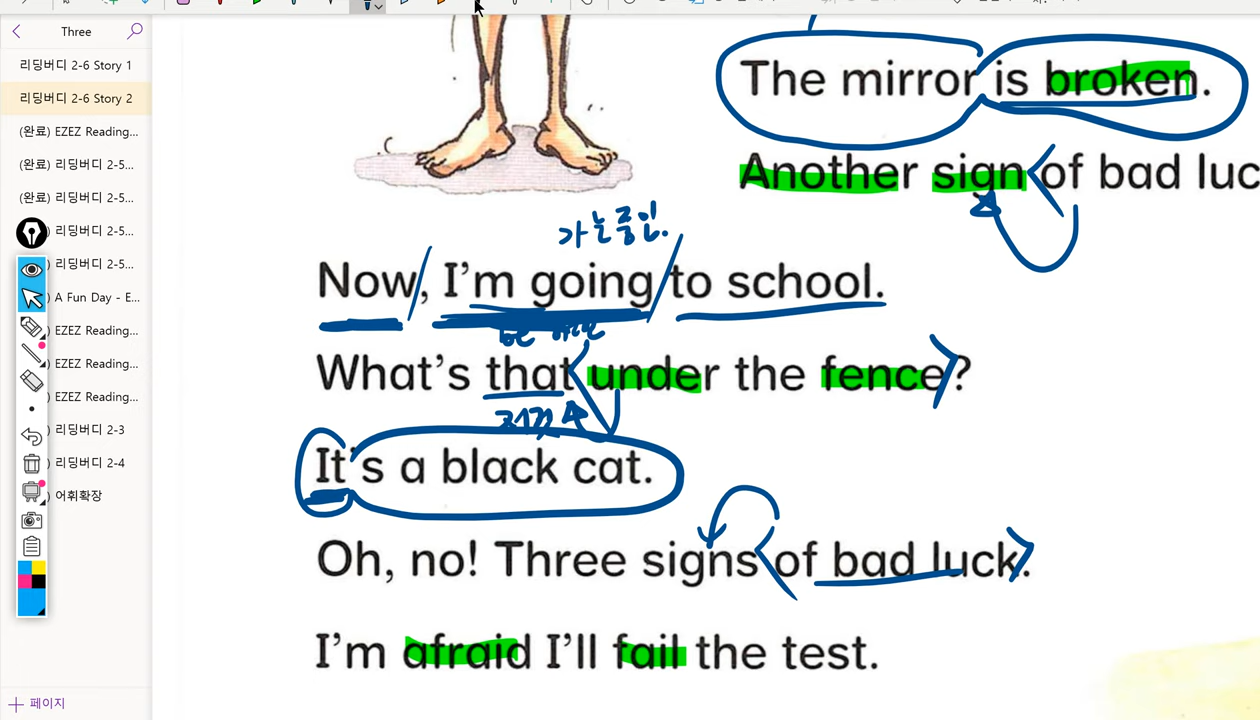 Three
리딩버디 2-6 Story 1
리딩버디 2-6 Story 2
(완료) EZEZ Reading...
(완료) 리딩버디 2-5...
(완료) 리딩버디 2-5...
) 리딩버디 2-5...
) 리딩버디 2-5...
) A Fun Day - E...
) EZEZ Reading...
) EZEZ Reading...
) EZEZ Reading...
) 리딩버디 2-3
) 리딩버디 2-4
) 어휘확장
페이지
The mirror is broken.
Another sign of bad luc
가는중인.
Now, I'm going to school.
What's that under the fence?
저것
It's a black cat.
Oh, no! Three signs of bad luck.
I'm afraid I'll fail the test.